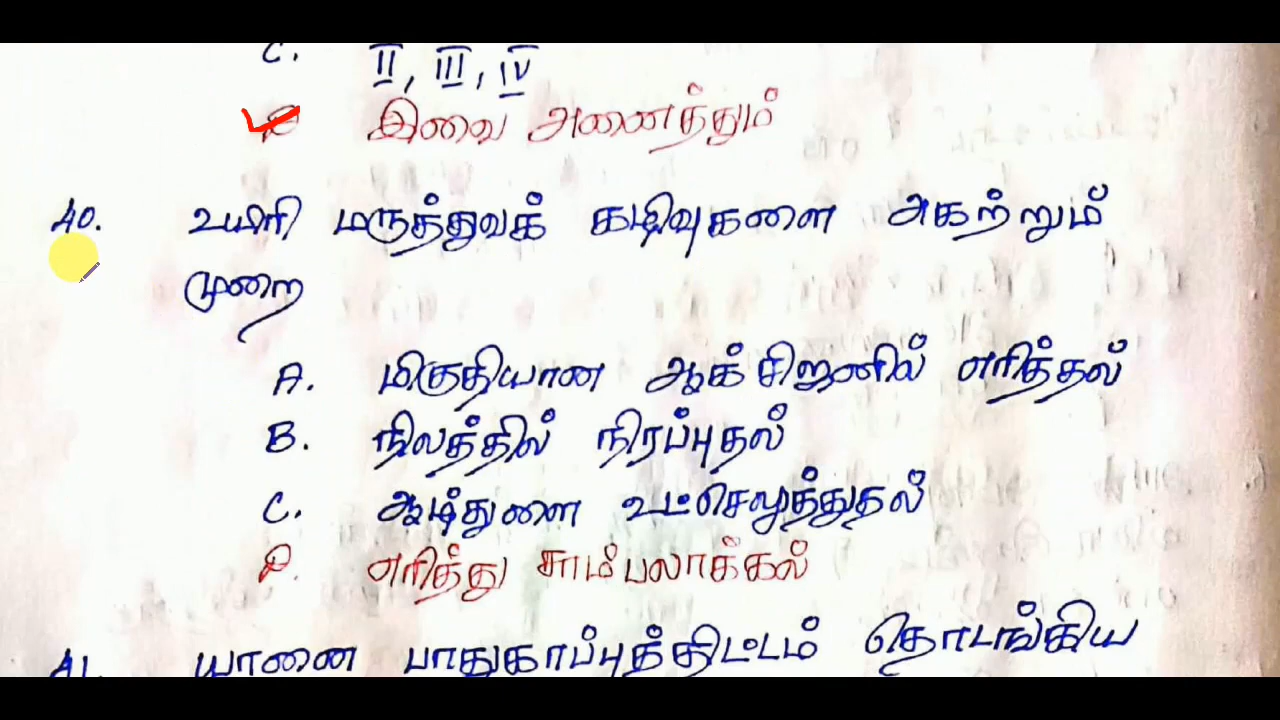 C. II, III, IV
D இவை அனைத்தும்
40. உயிரி மருத்துவக் கழிவுகளை அகற்றும்
முறை
A. மிகுதியான ஆக்சிஜனில் எரித்தல்
B. நிலத்தில் நிரப்புதல்
C. ஆழ்துளை உட்செலுத்துதல்
D. எரித்து சாம்பலாக்கல்
41. யானை பாதுகாப்புத்திட்டம் தொடங்கிய